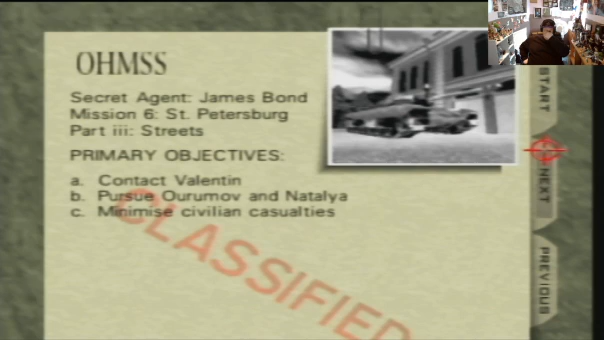 OHMSS
Secret Agent: James Bond
Mission 6: St. Petersburg
Part iii: Streets
PRIMARY OBJECTIVES:
a. Contact Valentin
b. Pursue Ourumov and Natalya
c. Minimise civilian casualties
CLASSIFIED
START
NEXT
PREVIOUS